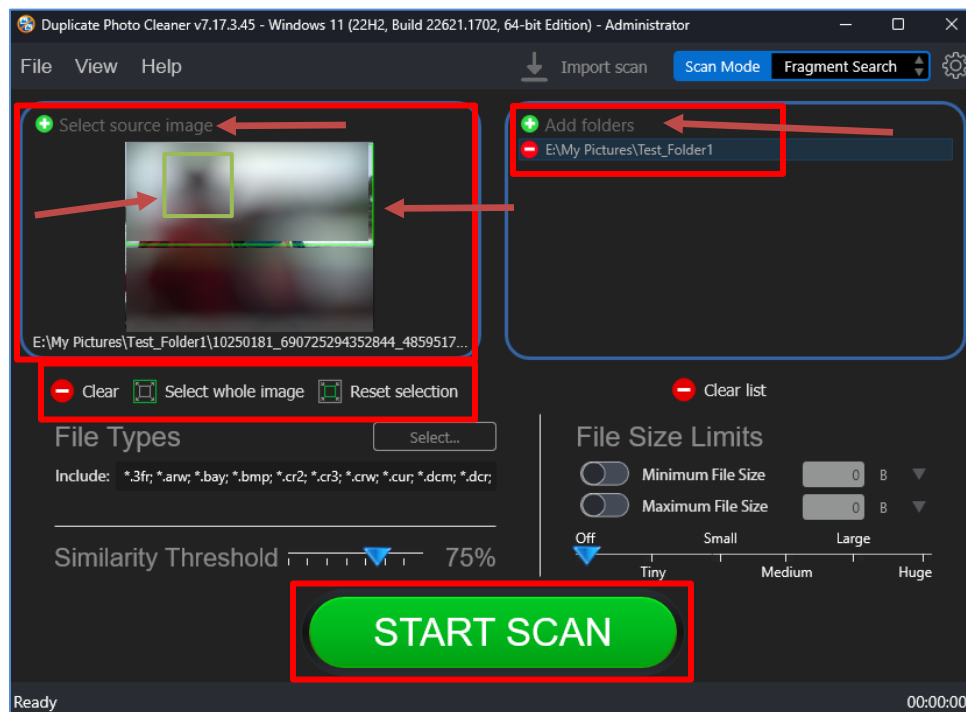 Duplicate Photo Cleaner v7.17.3.45 - Windows 11 (22H2, Build 22621.1702, 64-bit Edition) - Administrator
File View Help Import scan Scan Mode Fragment Search
Select source image
Add folders
E:\My Pictures\Test_Folder1
E:\My Pictures\Test_Folder1\10250181_690725294352844_4859517...
Clear Select whole image Reset selection
Clear list
File Types Select...
Include: *.3fr; *.arw; *.bay; *.bmp; *.cr2; *.cr3; *.crw; *.cur; *.dcm; *.dcr;
Similarity Threshold 75%
File Size Limits
Minimum File Size 0 B
Maximum File Size 0 B
Off Small Large
Tiny Medium Huge
START SCAN
Ready 00:00:00